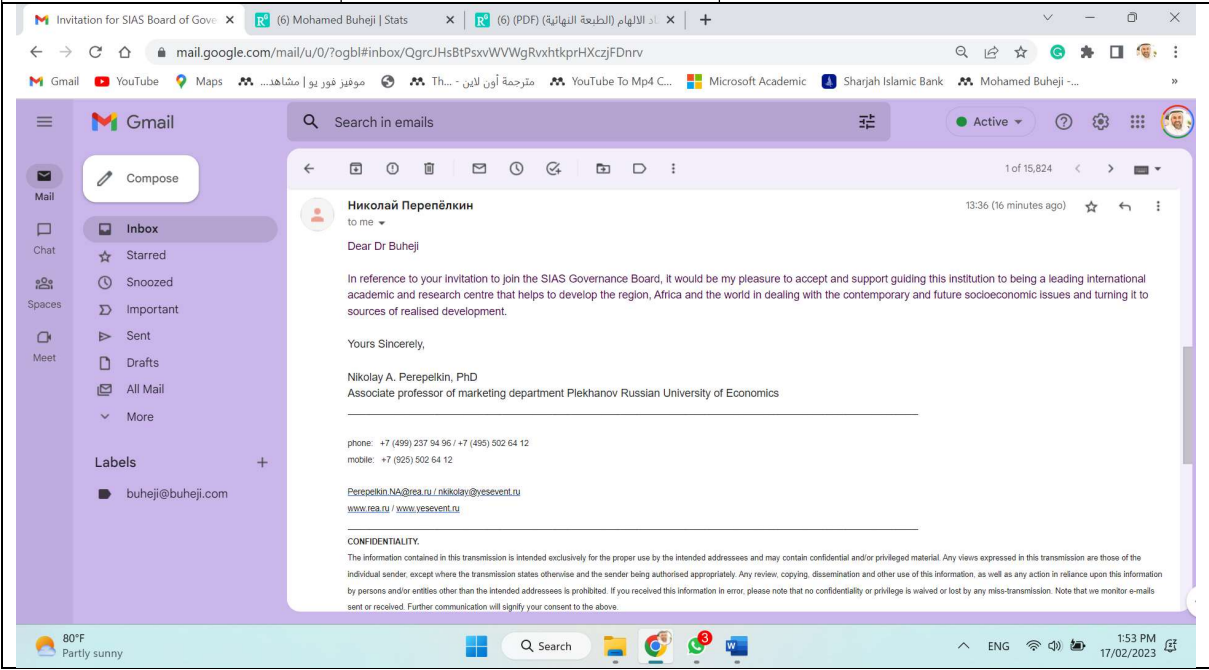 Invitation for SIAS Board of Gove
(6) Mohamed Buheji | Stats
(6) (PDF) اد الالهام (الطبعة النهائية)
mail.google.com/mail/u/0/?ogbl#inbox/QgrcJHsBtPsxvWVWgRvxhtkprHXczjFDnrv
Gmail
YouTube
Maps
موفيز فور يو | مشاهد...
Th... - مترجمة أون لاين
YouTube To Mp4 C...
Microsoft Academic
Sharjah Islamic Bank
Mohamed Buheji -...
»
Gmail
Search in emails
Active
Mail
Chat
Spaces
Meet
Compose
Inbox
Starred
Snoozed
Important
Sent
Drafts
All Mail
More
Labels
buheji@buheji.com
1 of 15,824
Николай Перепёлкин
13:36 (16 minutes ago)
to me
Dear Dr Buheji
In reference to your invitation to join the SIAS Governance Board, it would be my pleasure to accept and support guiding this institution to being a leading international
academic and research centre that helps to develop the region, Africa and the world in dealing with the contemporary and future socioeconomic issues and turning it to
sources of realised development.
Yours Sincerely,
Nikolay A. Perepelkin, PhD
Associate professor of marketing department Plekhanov Russian University of Economics
phone: +7 (499) 237 94 96 / +7 (495) 502 64 12
mobile: +7 (925) 502 64 12
Perepelkin.NA@rea.ru / nkikolay@yesevent.ru
www.rea.ru / www.yesevent.ru
CONFIDENTIALITY.
The information contained in this transmission is intended exclusively for the proper use by the intended addressees and may contain confidential and/or privileged material. Any views expressed in this transmission are those of the
individual sender, except where the transmission states otherwise and the sender being authorised appropriately. Any review, copying, dissemination and other use of this information, as well as any action in reliance upon this information
by persons and/or entities other than the intended addressees is prohibited. If you received this information in error, please note that no confidentiality or privilege is waived or lost by any miss-transmission. Note that we monitor e-mails
sent or received. Further communication will signify your consent to the above.
80°F
Partly sunny
Search
3
ENG
1:53 PM
17/02/2023